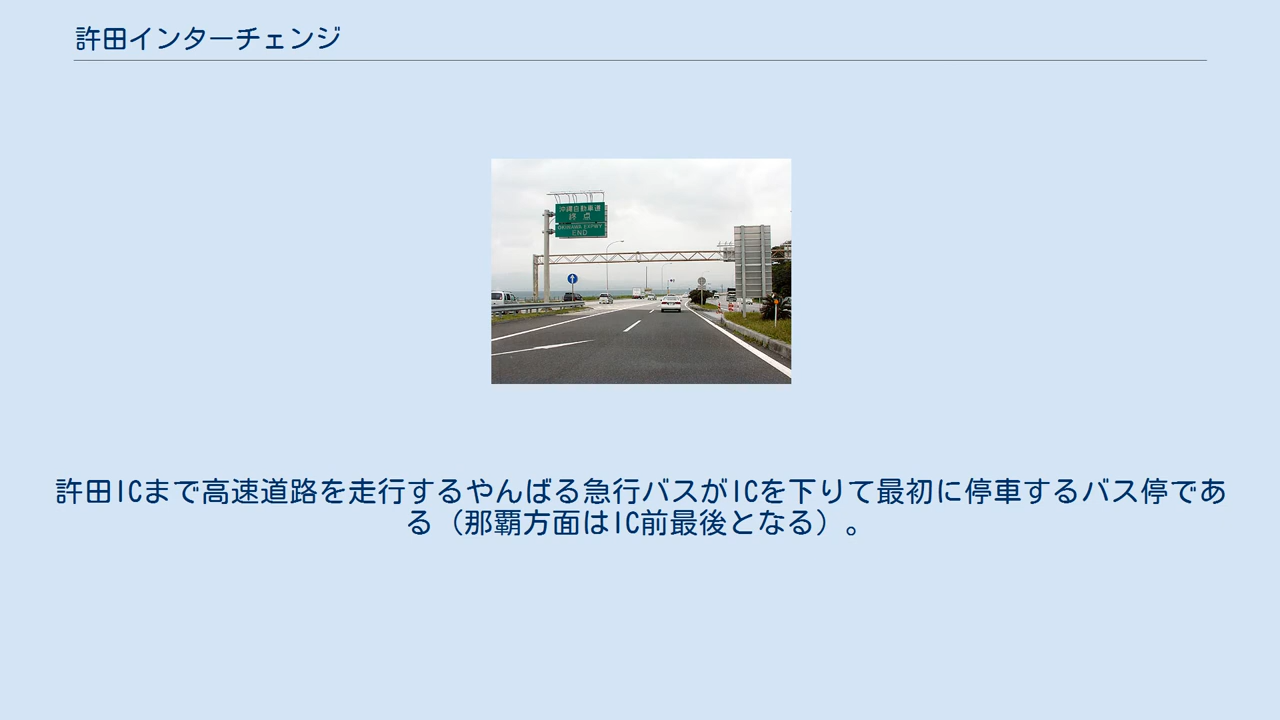 許田インターチェンジ
沖縄自動車道
終点
OKINAWA EXPWY
END
許田ICまで高速道路を走行するやんばる急行バスがICを下りて最初に停車するバス停であ
る（那覇方面はIC前最後となる）。